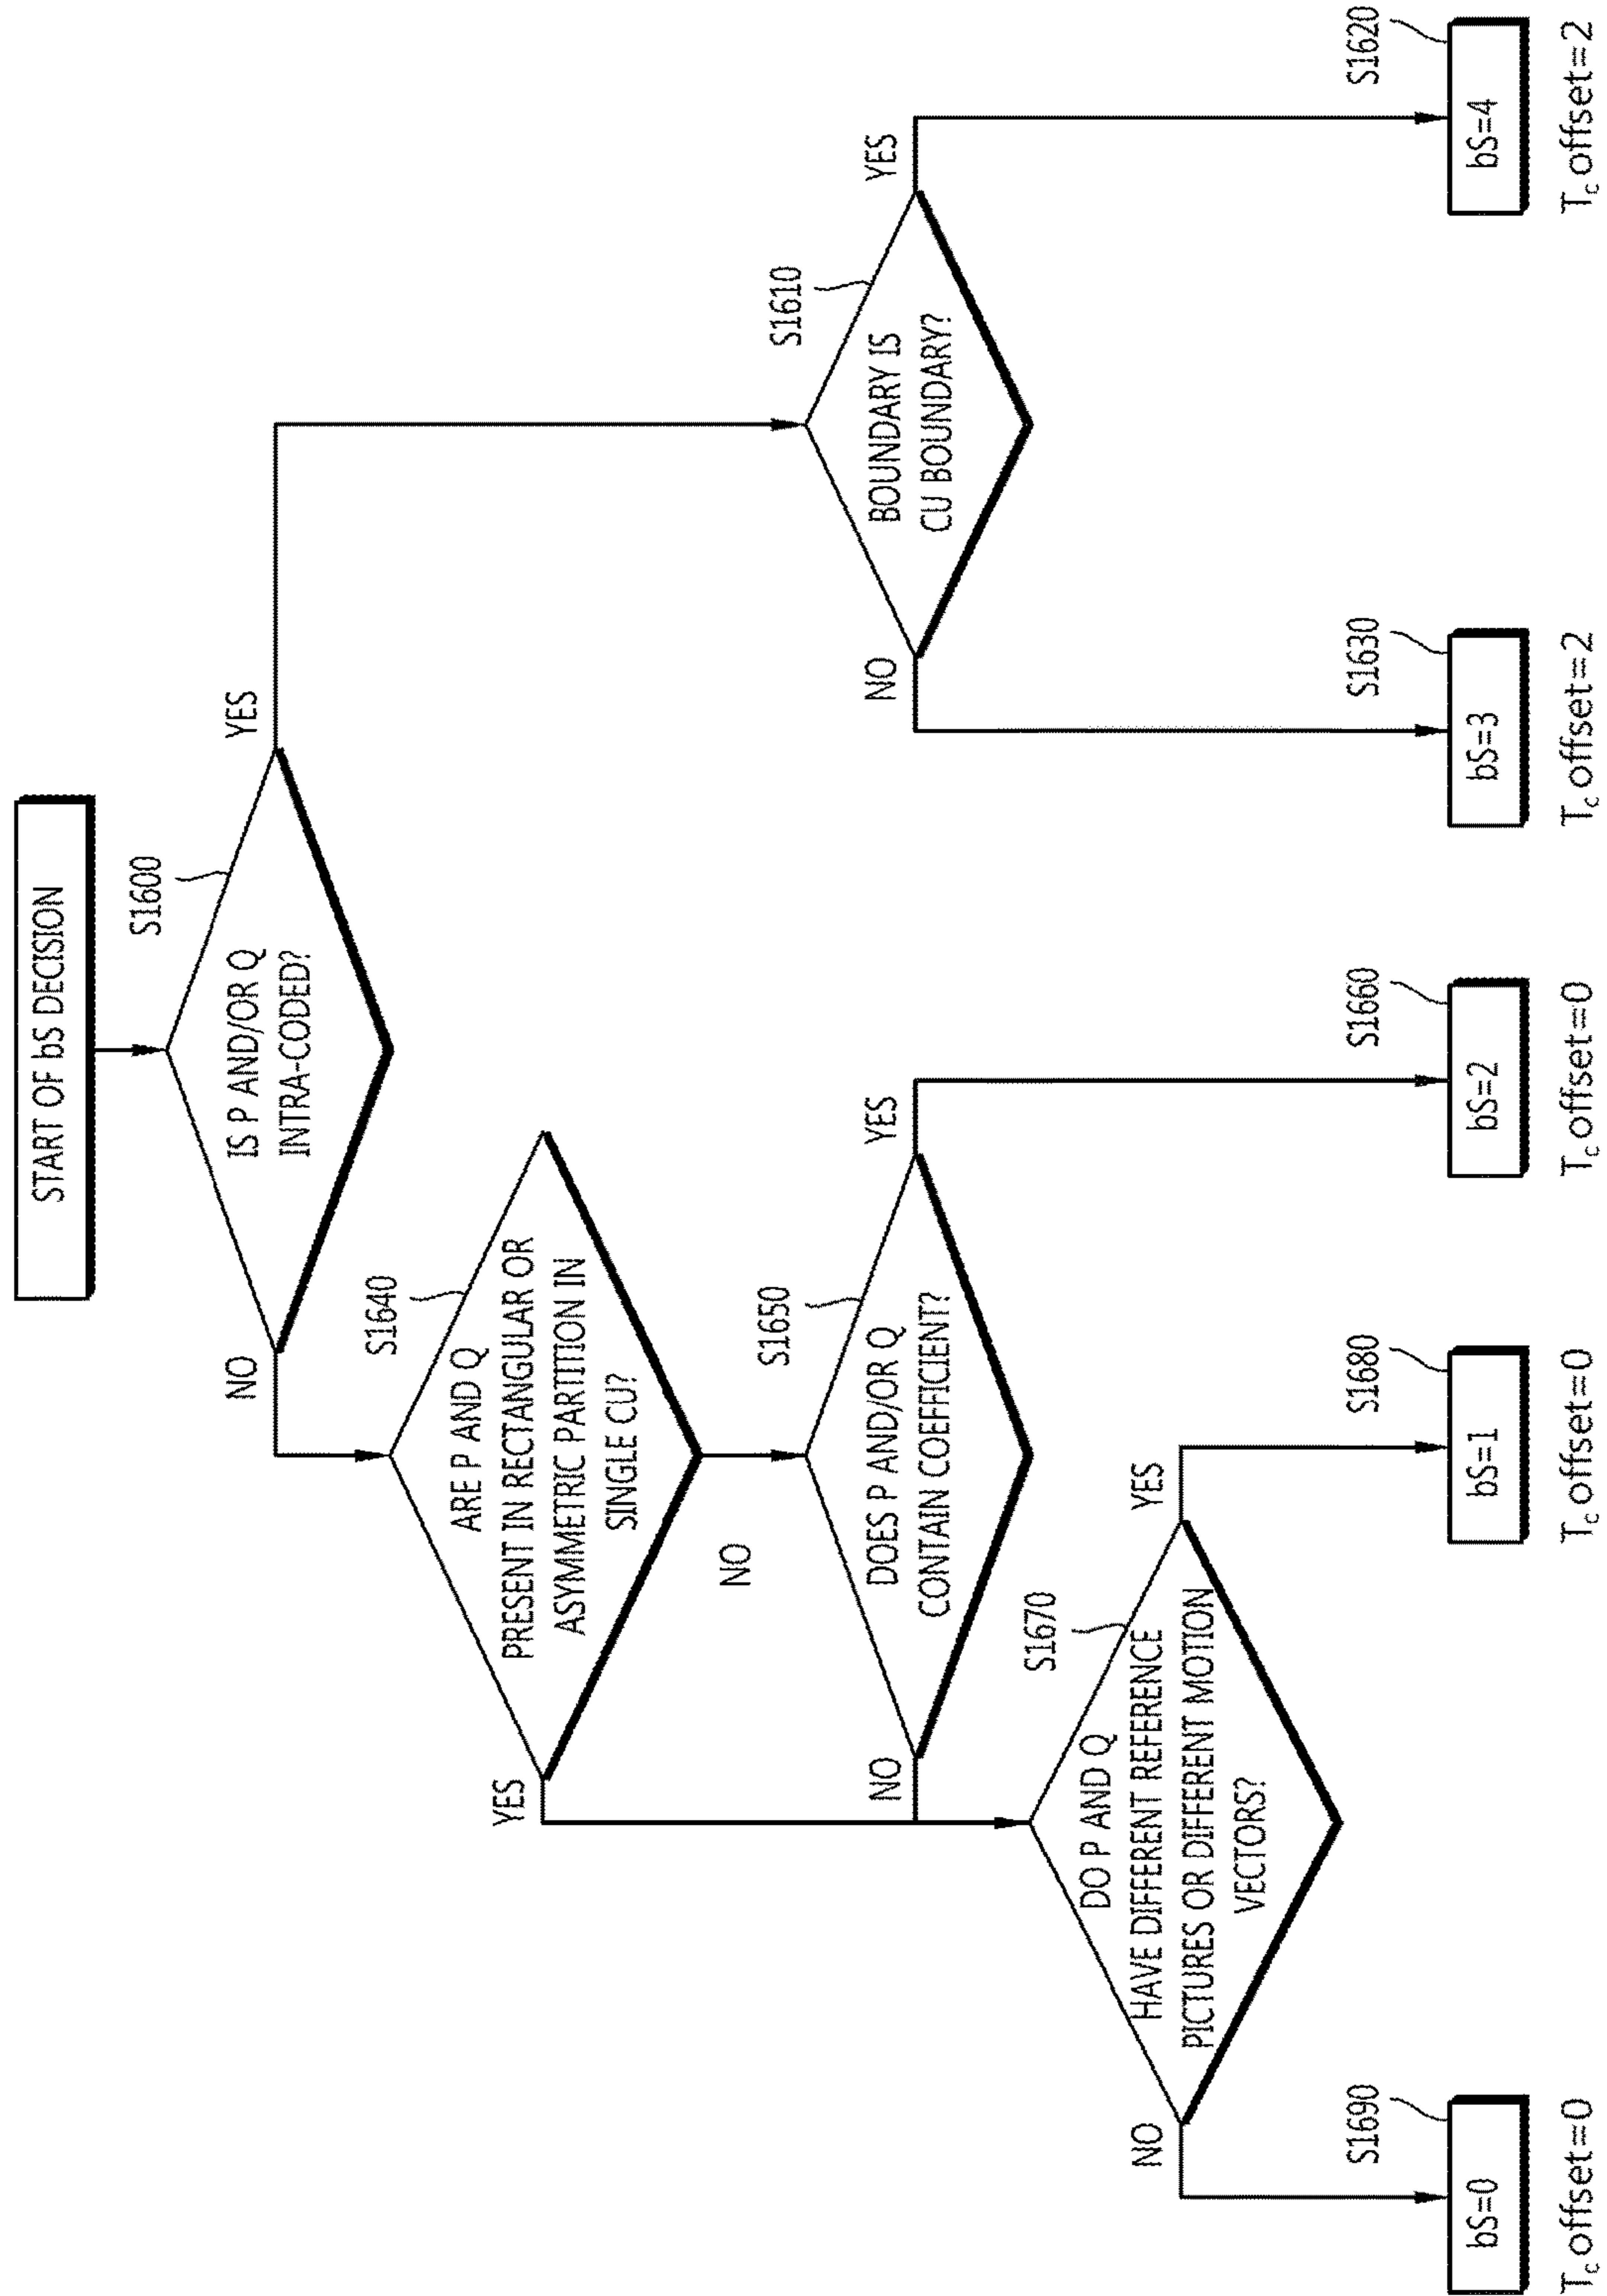 START OF bS DECISION
S1600
IS P AND/OR Q
INTRA-CODED?
NO
YES
S1640
ARE P AND Q
PRESENT IN RECTANGULAR OR
ASYMMETRIC PARTITION IN
SINGLE CU?
YES
NO
S1610
BOUNDARY IS
CU BOUNDARY?
NO
YES
S1650
DOES P AND/OR Q
CONTAIN COEFFICIENT?
NO
YES
S1670
DO P AND Q
HAVE DIFFERENT REFERENCE
PICTURES OR DIFFERENT MOTION
VECTORS?
NO
YES
S1690
bS=0
Tc offset=0
S1680
bS=1
Tc offset=0
S1660
bS=2
Tc offset=0
S1630
bS=3
Tc offset=2
S1620
bS=4
Tc offset=2